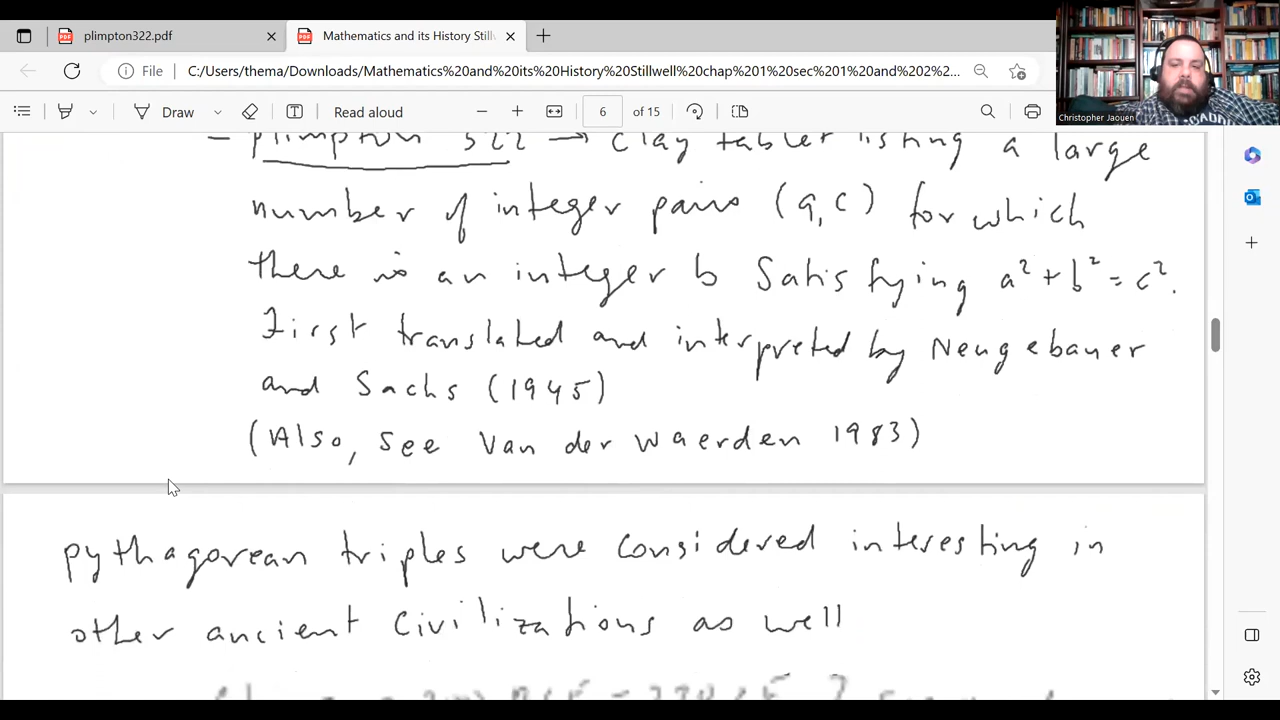 plimpton322.pdf
Mathematics and its History Stillw
File
C:/Users/thema/Downloads/Mathematics%20and%20its%20History%20Stillwell%20chap%201%20sec%201%20and%202%2...
Draw
Read aloud
6 of 15
Christopher Jaouen
- Plimpton 322 → clay tablet listing a large
number of integer pairs (a,c) for which
there is an integer b Satisfying a² + b² = c².
First translated and interpreted by Neugebauer
and Sachs (1945)
(Also, See Van der Waerden 1983)
pythagorean triples were considered interesting in
other ancient civilizations as well